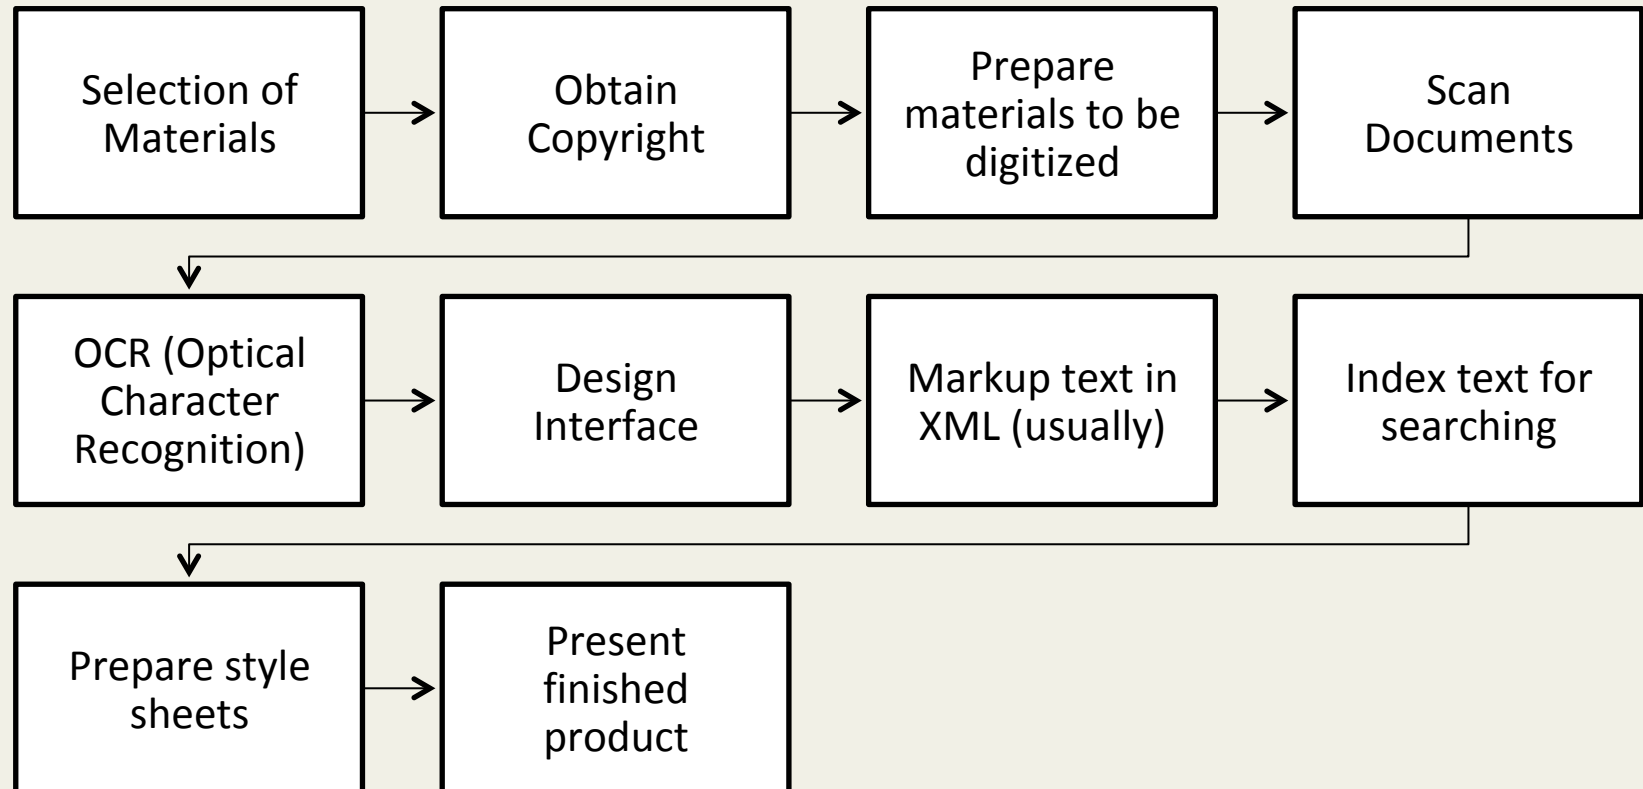 Selection of
Materials
Obtain
Copyright
Prepare
materials to be
digitized
Scan
Documents
OCR (Optical
Character
Recognition)
Design
Interface
Markup text in
XML (usually)
Index text for
searching
Prepare style
sheets
Present
finished
product